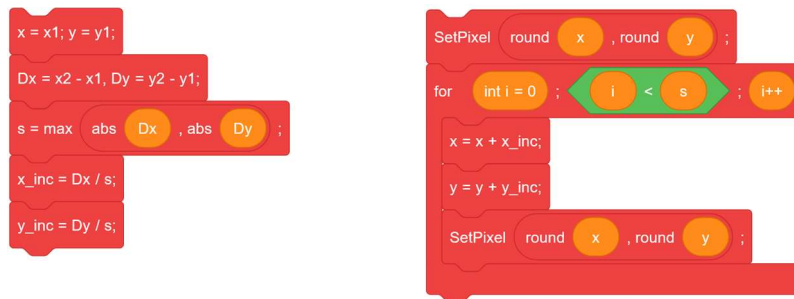 x = x1; y = y1;
Dx = x2 - x1, Dy = y2 - y1;
s = max abs Dx , abs Dy ;
x_inc = Dx / s;
y_inc = Dy / s;
SetPixel round x , round y ;
for int i = 0 ; i < s ; i++
x = x + x_inc;
y = y + y_inc;
SetPixel round x , round y ;